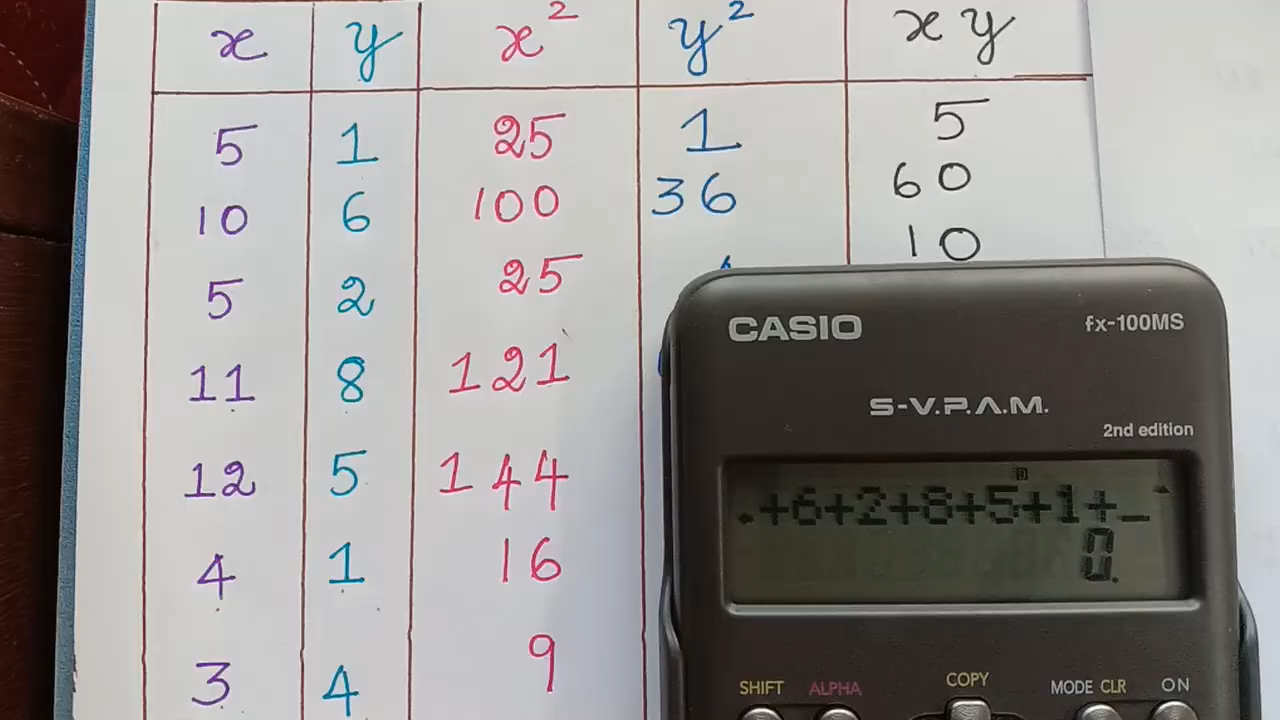 x y x² y² xy
5 1 25 1 5
10 6 100 36 60
5 2 25 10
11 8 121
12 5 144
4 1 16
3 4 9
CASIO fx-100MS
S-V.P.A.M.
2nd edition
+6+2+8+5+1+_
0.
SHIFT ALPHA COPY MODE CLR ON